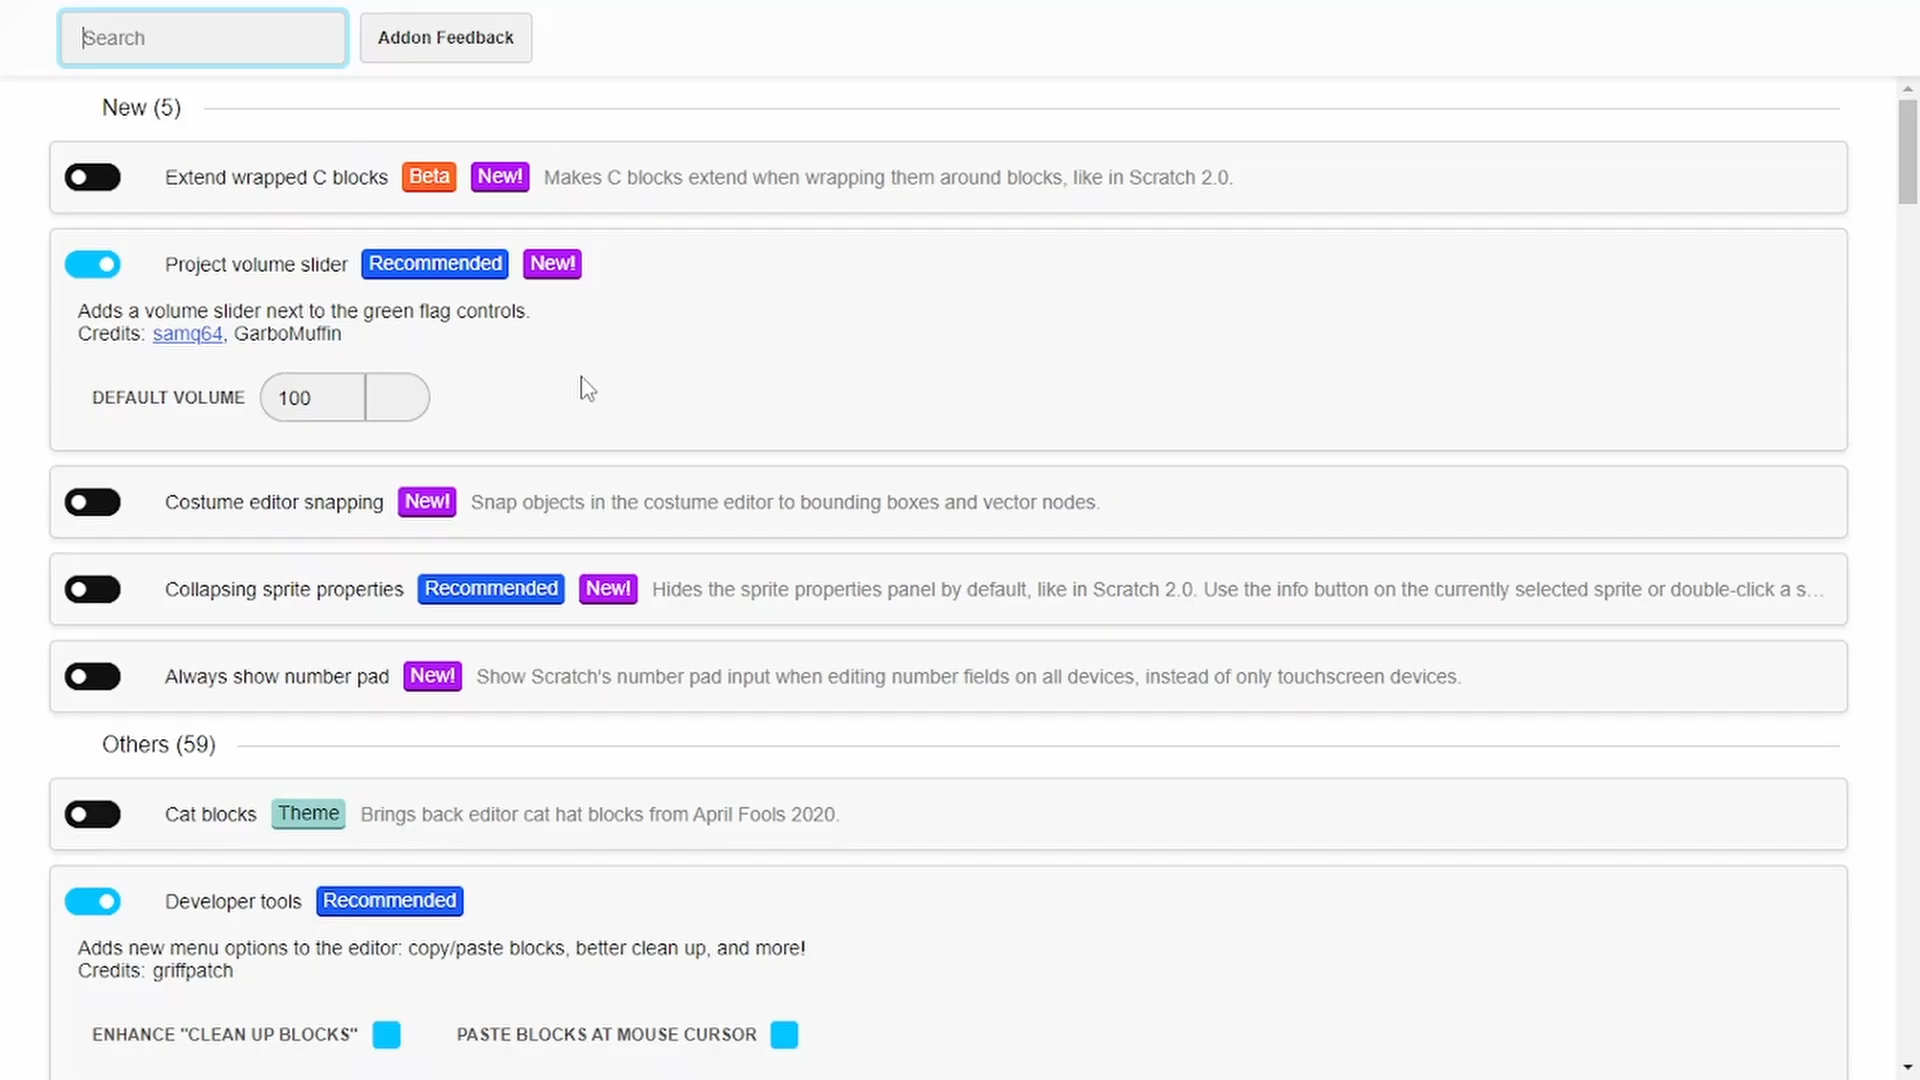 Search
Addon Feedback
New (5)
Extend wrapped C blocks Beta New! Makes C blocks extend when wrapping them around blocks, like in Scratch 2.0.
Project volume slider Recommended New!
Adds a volume slider next to the green flag controls.
Credits: samq64, GarboMuffin
DEFAULT VOLUME 100
Costume editor snapping New! Snap objects in the costume editor to bounding boxes and vector nodes.
Collapsing sprite properties Recommended New! Hides the sprite properties panel by default, like in Scratch 2.0. Use the info button on the currently selected sprite or double-click a s...
Always show number pad New! Show Scratch's number pad input when editing number fields on all devices, instead of only touchscreen devices.
Others (59)
Cat blocks Theme Brings back editor cat hat blocks from April Fools 2020.
Developer tools Recommended
Adds new menu options to the editor: copy/paste blocks, better clean up, and more!
Credits: griffpatch
ENHANCE "CLEAN UP BLOCKS" PASTE BLOCKS AT MOUSE CURSOR